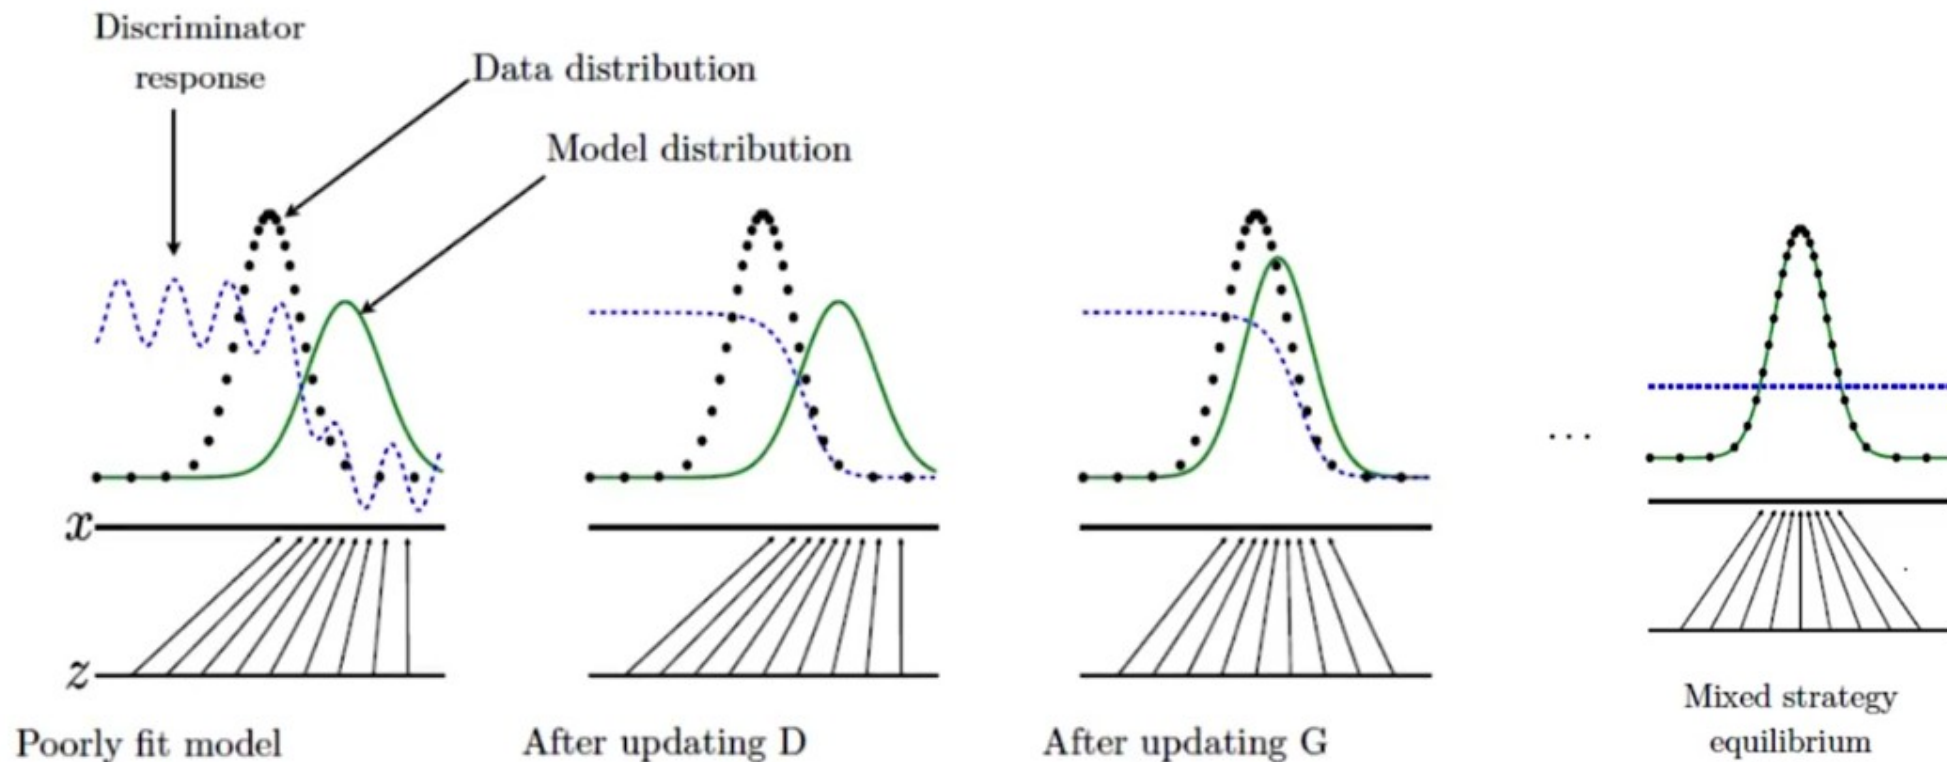 Discriminator
response
Data distribution
Model distribution
x
z
...
Poorly fit model
After updating D
After updating G
Mixed strategy
equilibrium